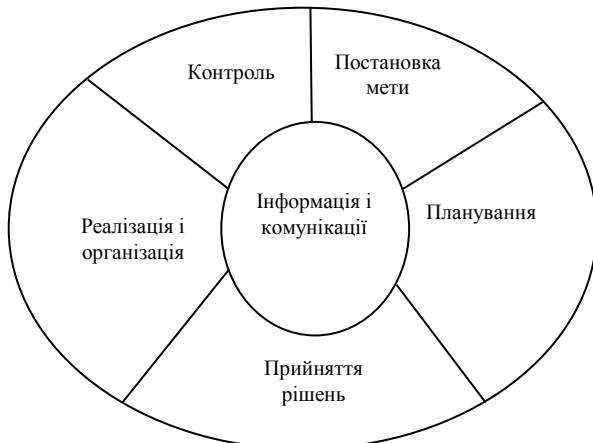 Контроль
Постановка
мети
Інформація і
комунікації
Планування
Реалізація і
організація
Прийняття
рішень